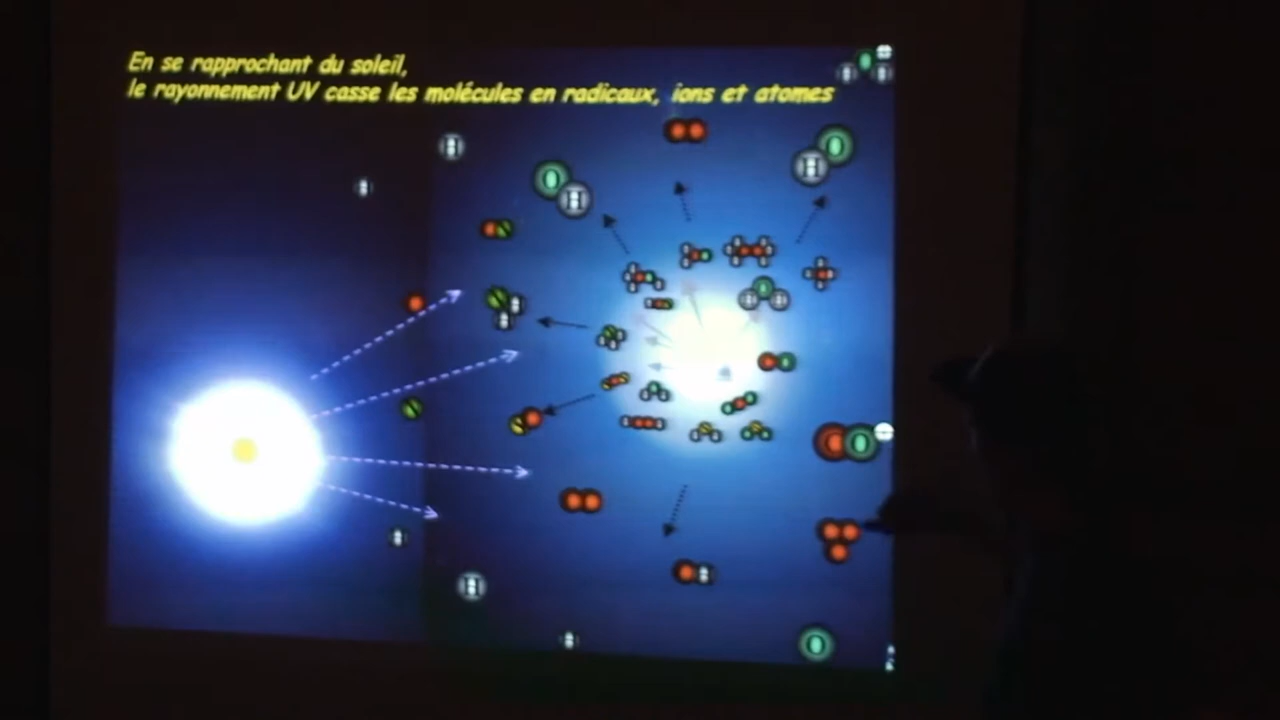 En se rapprochant du soleil,
le rayonnement UV casse les molécules en radicaux, ions et atomes
H
O
H
O
H
O
H
O